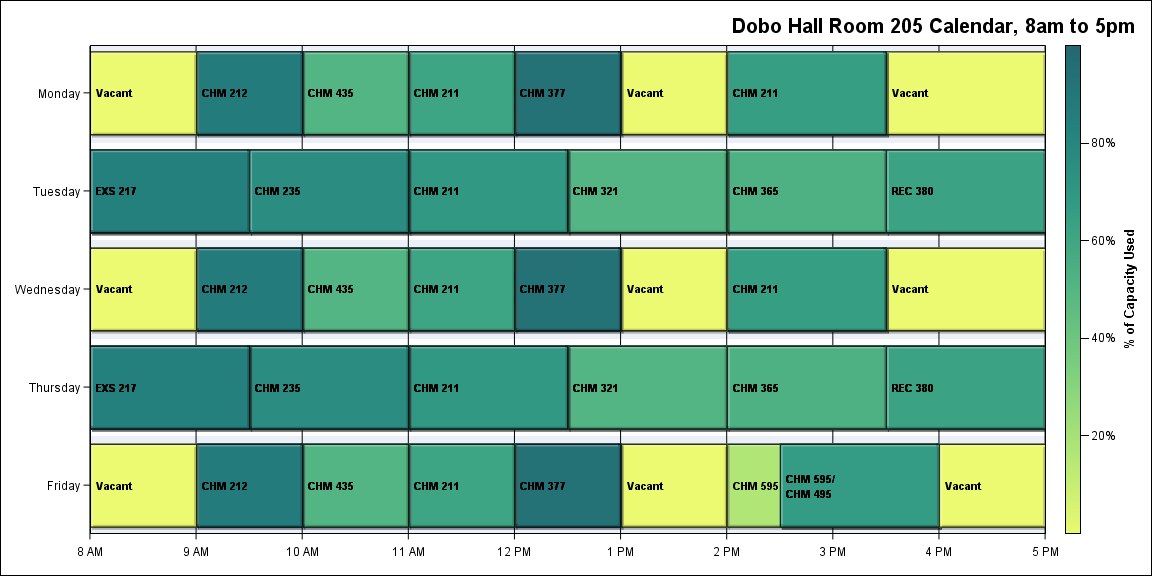 Dobo Hall Room 205 Calendar, 8am to 5pm
Monday
Vacant
CHM 212
CHM 435
CHM 211
CHM 377
Vacant
CHM 211
Vacant
Tuesday
EXS 217
CHM 235
CHM 211
CHM 321
CHM 365
REC 380
Wednesday
Vacant
CHM 212
CHM 435
CHM 211
CHM 377
Vacant
CHM 211
Vacant
Thursday
EXS 217
CHM 235
CHM 211
CHM 321
CHM 365
REC 380
Friday
Vacant
CHM 212
CHM 435
CHM 211
CHM 377
Vacant
CHM 595
CHM 595/
CHM 495
Vacant
8 AM
9 AM
10 AM
11 AM
12 PM
1 PM
2 PM
3 PM
4 PM
5 PM
80%
60%
40%
20%
% of Capacity Used